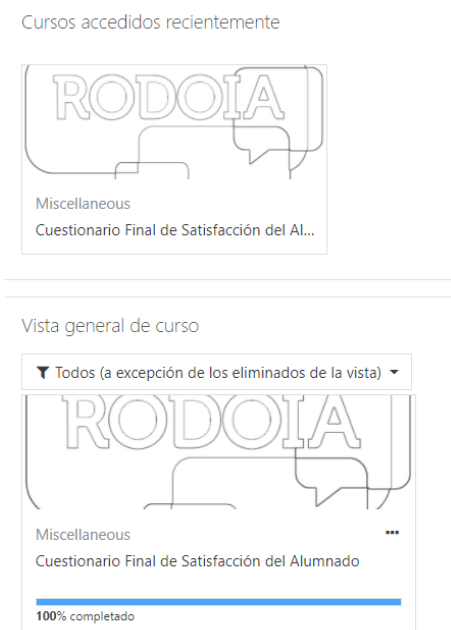 Cursos accedidos recientemente
RODOIA
Miscellaneous
Cuestionario Final de Satisfacción del Al...
Vista general de curso
Todos (a excepción de los eliminados de la vista)
RODOIA
Miscellaneous
Cuestionario Final de Satisfacción del Alumnado
100% completado